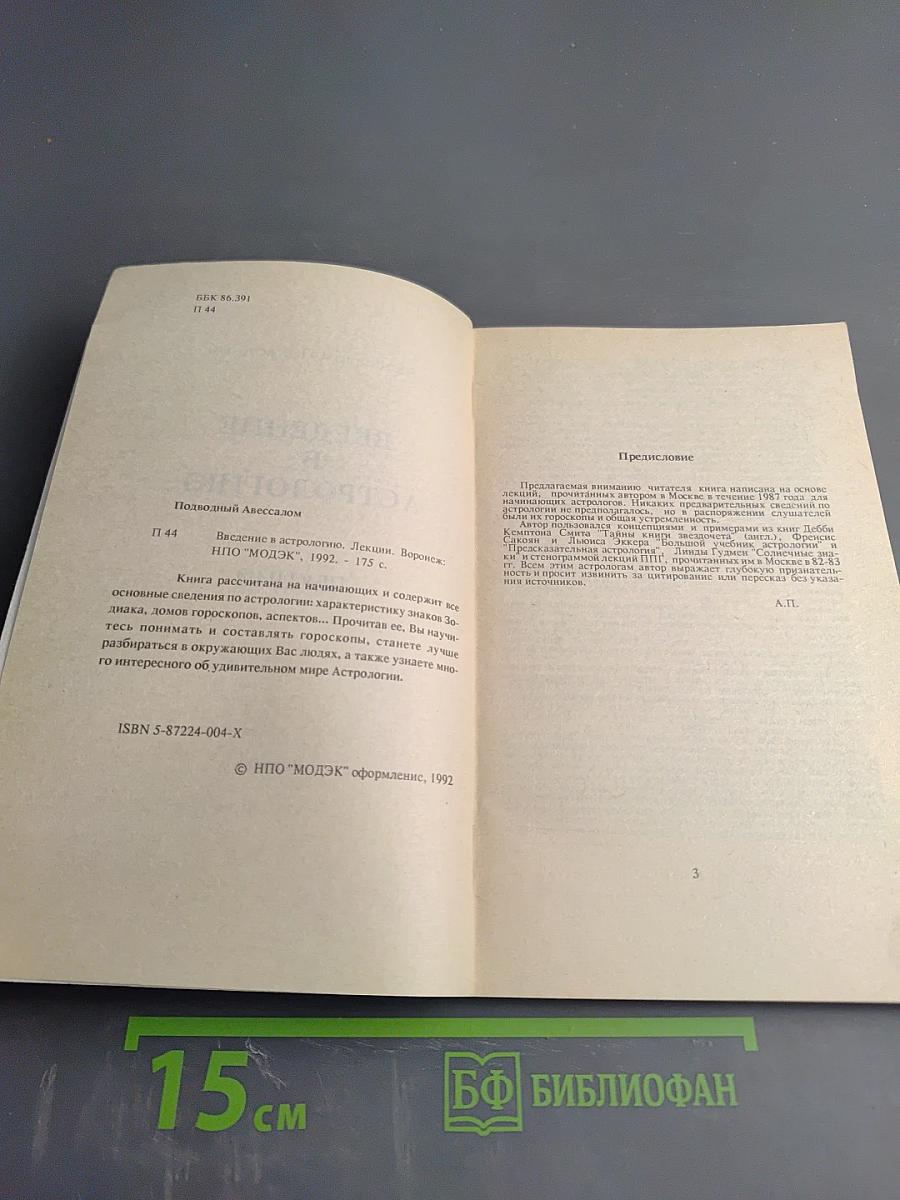 ББК 86.391
П 44
Подводный Авессалом
П 44
Введение в астрологию. Лекции. Воронеж:
НПО "МОДЭК", 1992. - 175 с.
Книга рассчитана на начинающих и содержит все
основные сведения по астрологии: характеристику знаков Зо-
диака, домов гороскопов, аспектов... Прочитав ее, Вы научи-
тесь понимать и составлять гороскопы, станете лучше
разбираться в окружающих Вас людях, а также узнаете мно-
го интересного об удивительном мире Астрологии.
ISBN 5-87224-004-X
© НПО "МОДЭК" оформление, 1992
Предисловие
Предлагаемая вниманию читателя книга написана на основе
лекций, прочитанных автором в Москве в течение 1987 года для
начинающих астрологов. Никаких предварительных сведений по
астрологии не предполагалось, но в распоряжении слушателей
были их гороскопы и общая устремленность.
Автор пользовался концепциями и примерами из книг Дебби
Кемптона Смита "Тайны книги звездочета" (англ.), Фрейсис
Сакоян и Льюиса Эккера "Большой учебник астрологии" и
"Предсказательная астрология", Линды Гудмен "Солнечные зна-
ки" и стенограммой лекций ППГ, прочитанных им в Москве в 82-83
гг. Всем этим астрологам автор выражает глубокую признатель-
ность и просит извинить за цитирование или пересказ без указа-
ния источников.
А.П.
3
15 см
БФ БИБЛИОФАН